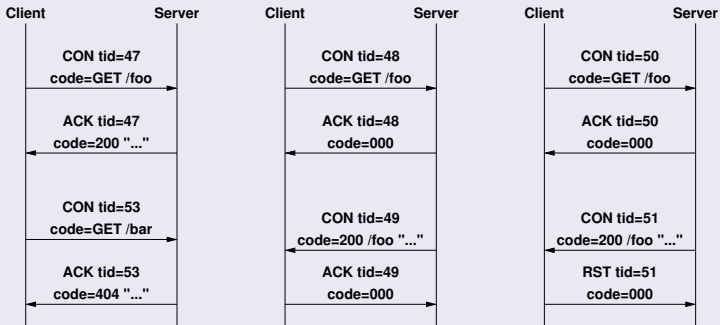 Client Server
CON tid=47
code=GET /foo
ACK tid=47
code=200 "..."
CON tid=53
code=GET /bar
ACK tid=53
code=404 "..."
Client Server
CON tid=48
code=GET /foo
ACK tid=48
code=000
CON tid=49
code=200 /foo "..."
ACK tid=49
code=000
Client Server
CON tid=50
code=GET /foo
ACK tid=50
code=000
CON tid=51
code=200 /foo "..."
RST tid=51
code=000